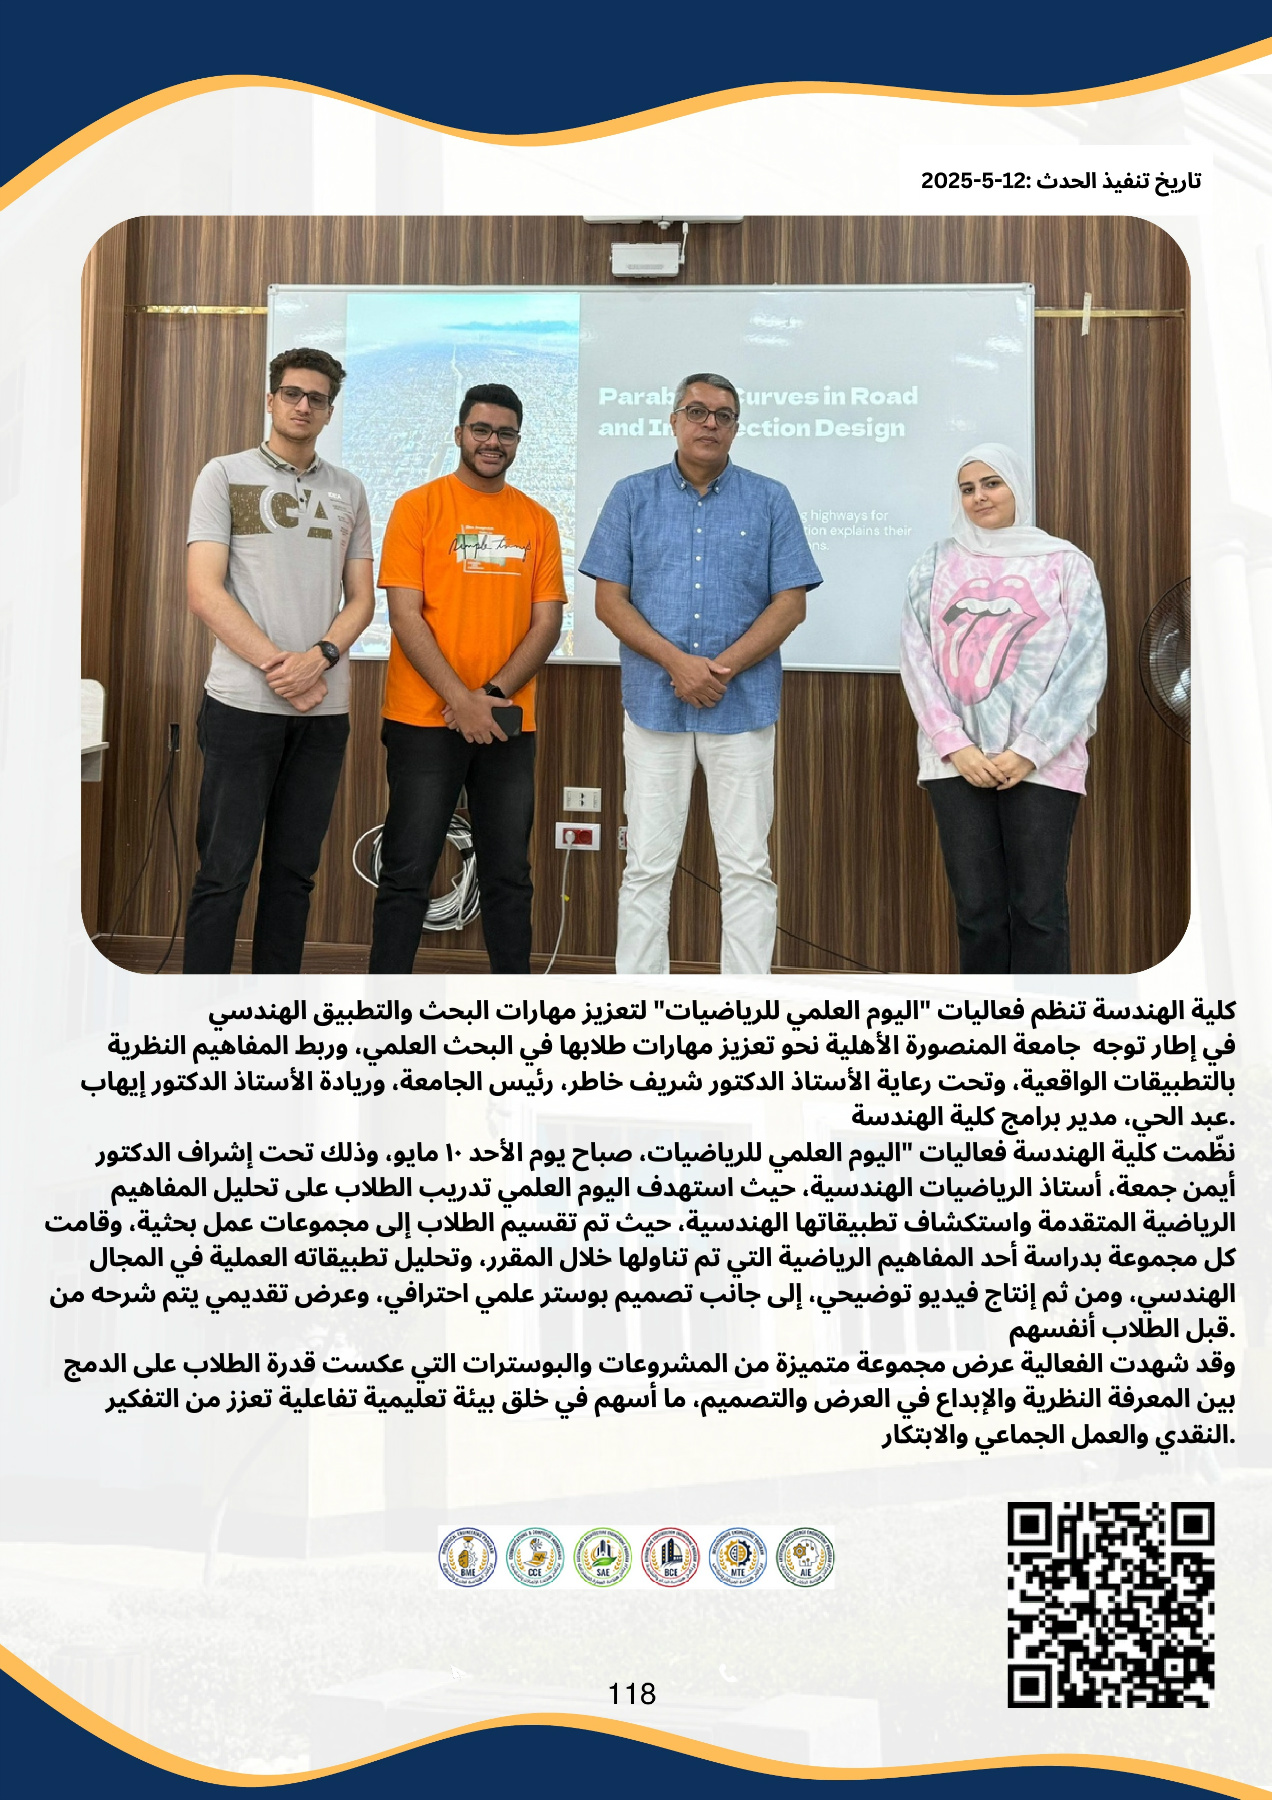 تاريخ تنفيذ الحدث :12-5-2025
Parab Curves in Road
and In ection Design
g highways for
tion explains their
ns.
GA
simple things
كلية الهندسة تنظم فعاليات "اليوم العلمي للرياضيات" لتعزيز مهارات البحث والتطبيق الهندسي
في إطار توجه جامعة المنصورة الأهلية نحو تعزيز مهارات طلابها في البحث العلمي، وربط المفاهيم النظرية
بالتطبيقات الواقعية، وتحت رعاية الأستاذ الدكتور شريف خاطر، رئيس الجامعة، وريادة الأستاذ الدكتور إيهاب
.عبد الحي، مدير برامج كلية الهندسة
نظّمت كلية الهندسة فعاليات "اليوم العلمي للرياضيات، صباح يوم الأحد ١٠ مايو، وذلك تحت إشراف الدكتور
أيمن جمعة، أستاذ الرياضيات الهندسية، حيث استهدف اليوم العلمي تدريب الطلاب على تحليل المفاهيم
الرياضية المتقدمة واستكشاف تطبيقاتها الهندسية، حيث تم تقسيم الطلاب إلى مجموعات عمل بحثية، وقامت
كل مجموعة بدراسة أحد المفاهيم الرياضية التي تم تناولها خلال المقرر، وتحليل تطبيقاته العملية في المجال
الهندسي، ومن ثم إنتاج فيديو توضيحي، إلى جانب تصميم بوستر علمي احترافي، وعرض تقديمي يتم شرحه من
.قبل الطلاب أنفسهم
وقد شهدت الفعالية عرض مجموعة متميزة من المشروعات والبوسترات التي عكست قدرة الطلاب على الدمج
بين المعرفة النظرية والإبداع في العرض والتصميم، ما أسهم في خلق بيئة تعليمية تفاعلية تعزز من التفكير
.النقدي والعمل الجماعي والابتكار
BME CCE SAE BCE MTE AIE
118